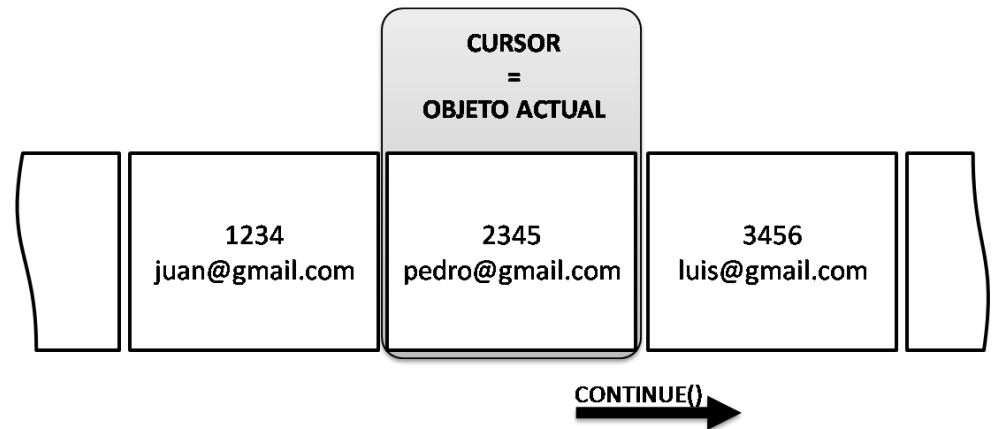 CURSOR
=
OBJETO ACTUAL
1234
juan@gmail.com
2345
pedro@gmail.com
3456
luis@gmail.com
CONTINUE()